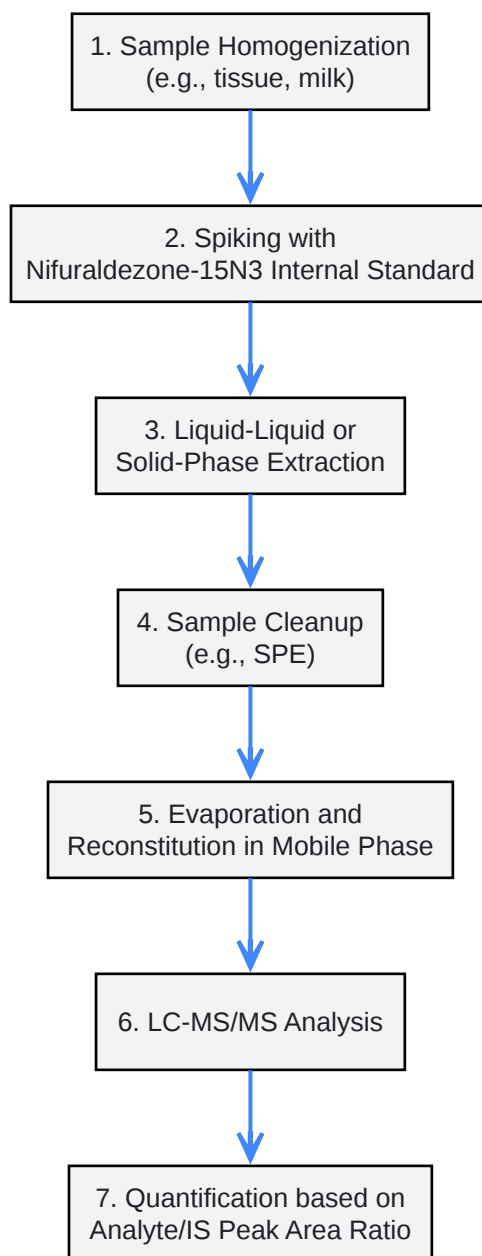 1. Sample Homogenization
(e.g., tissue, milk)
2. Spiking with
Nifuraldezone-15N3 Internal Standard
3. Liquid-Liquid or
Solid-Phase Extraction
4. Sample Cleanup
(e.g., SPE)
5. Evaporation and
Reconstitution in Mobile Phase
6. LC-MS/MS Analysis
7. Quantification based on
Analyte/IS Peak Area Ratio